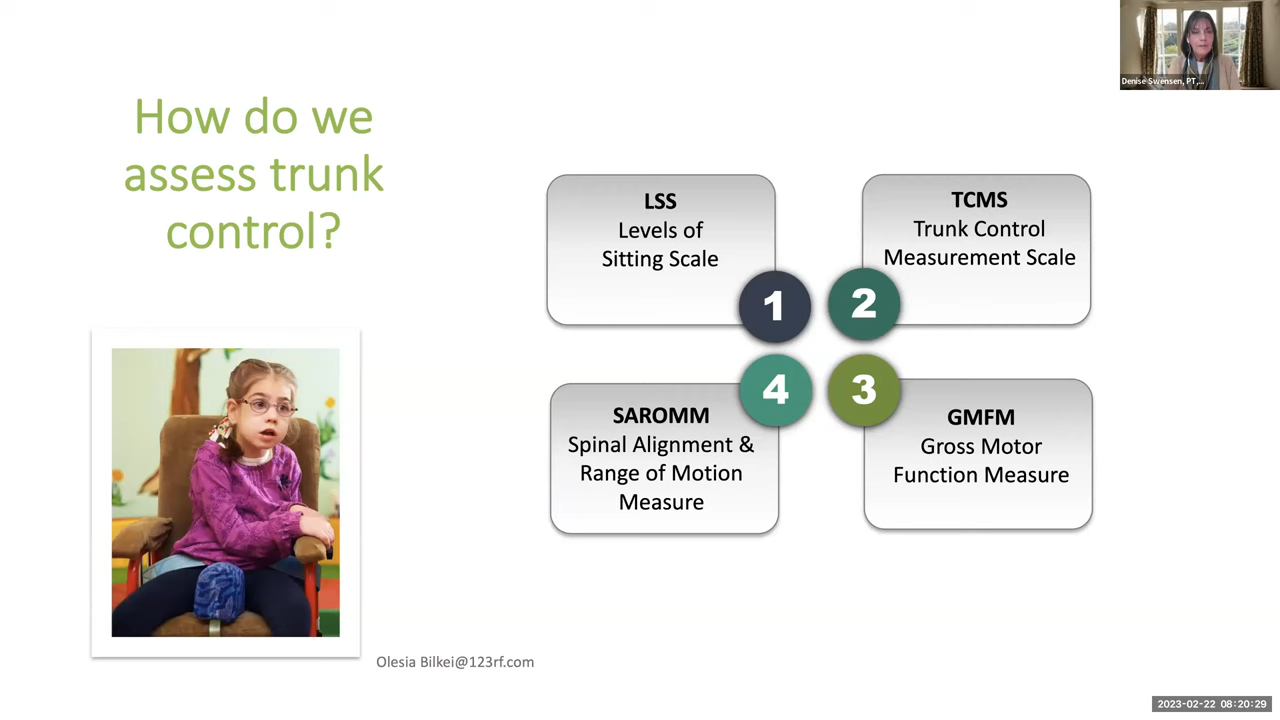 Denise Swensen, PT,...
How do we
assess trunk
control?
LSS
Levels of
Sitting Scale
1
TCMS
Trunk Control
Measurement Scale
2
4
SAROMM
Spinal Alignment &
Range of Motion
Measure
3
GMFM
Gross Motor
Function Measure
Olesia Bilkei@123rf.com
2023-02-22 08:20:29